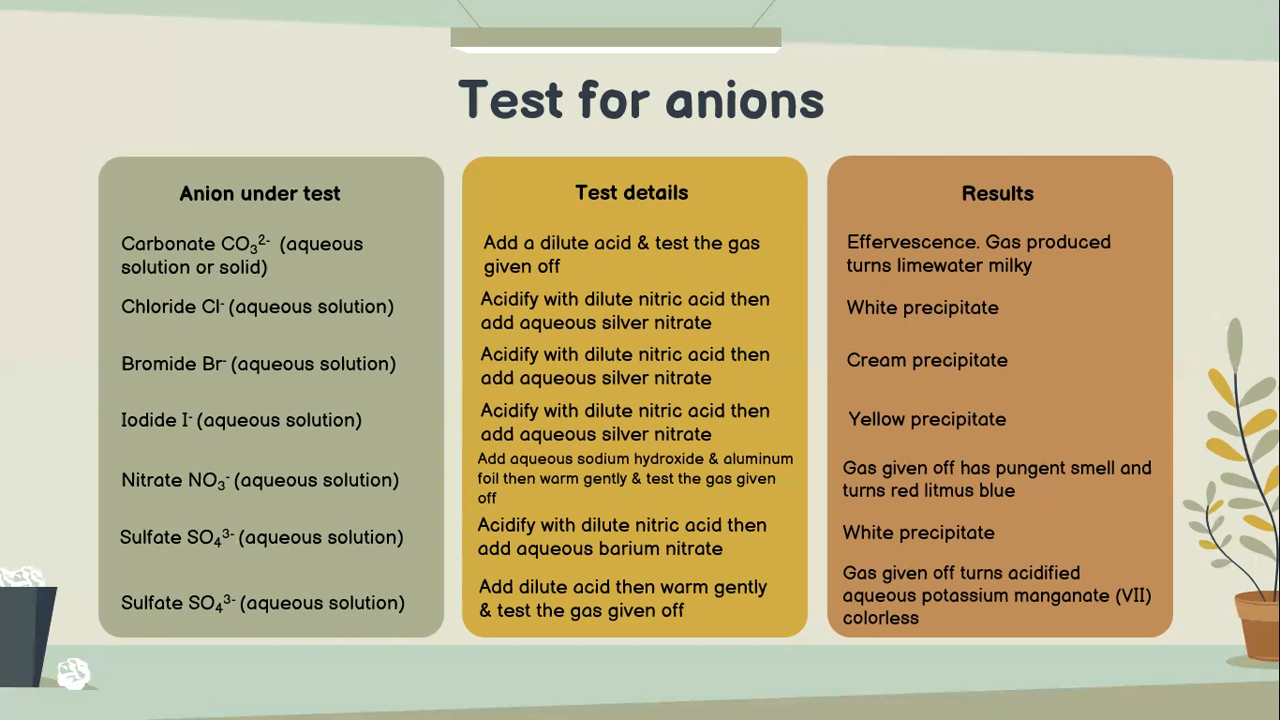 Test for anions
Anion under test
Carbonate CO₃²⁻ (aqueous
solution or solid)
Chloride Cl⁻ (aqueous solution)
Bromide Br⁻ (aqueous solution)
Iodide I⁻ (aqueous solution)
Nitrate NO₃⁻ (aqueous solution)
Sulfate SO₄³⁻ (aqueous solution)
Sulfate SO₄³⁻ (aqueous solution)
Test details
Add a dilute acid & test the gas
given off
Acidify with dilute nitric acid then
add aqueous silver nitrate
Acidify with dilute nitric acid then
add aqueous silver nitrate
Acidify with dilute nitric acid then
add aqueous silver nitrate
Add aqueous sodium hydroxide & aluminum
foil then warm gently & test the gas given
off
Acidify with dilute nitric acid then
add aqueous barium nitrate
Add dilute acid then warm gently
& test the gas given off
Results
Effervescence. Gas produced
turns limewater milky
White precipitate
Cream precipitate
Yellow precipitate
Gas given off has pungent smell and
turns red litmus blue
White precipitate
Gas given off turns acidified
aqueous potassium manganate (VII)
colorless